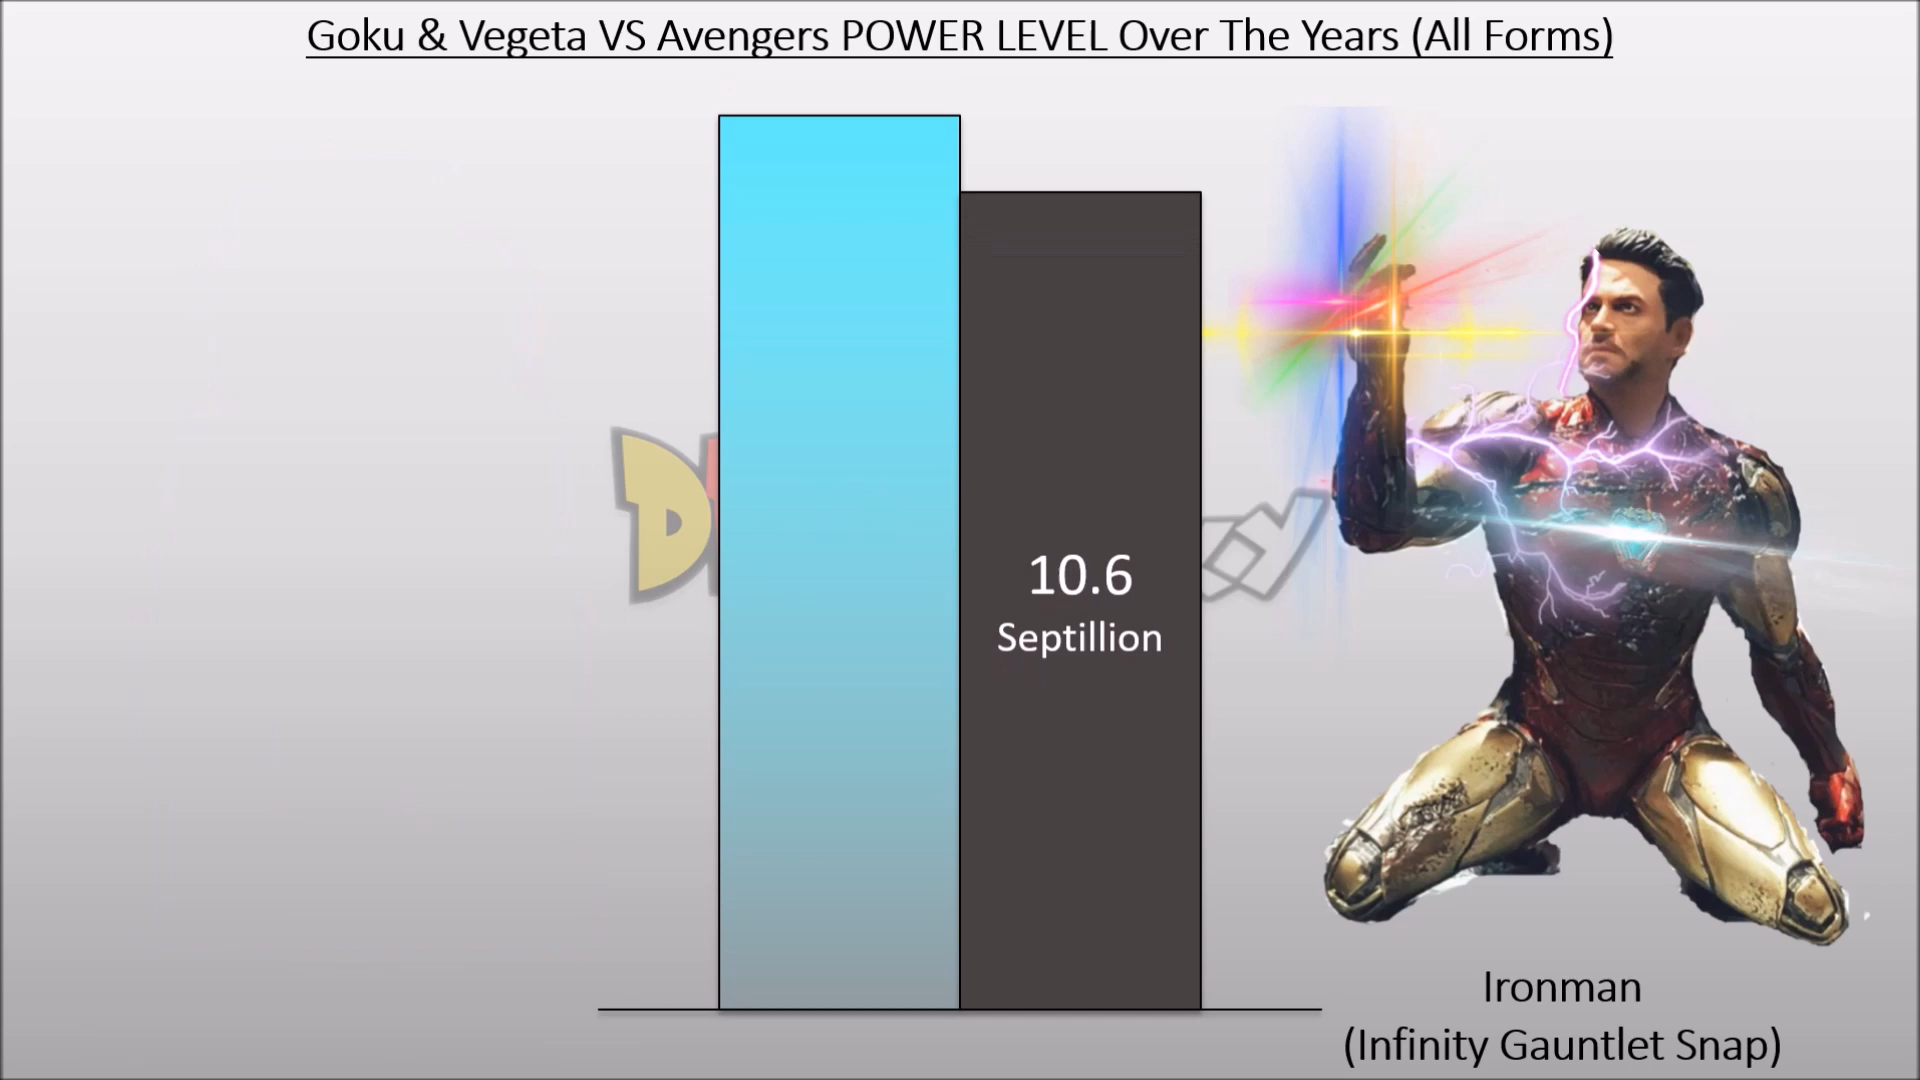 Goku & Vegeta VS Avengers POWER LEVEL Over The Years (All Forms)
10.6
Septillion
Ironman
(Infinity Gauntlet Snap)